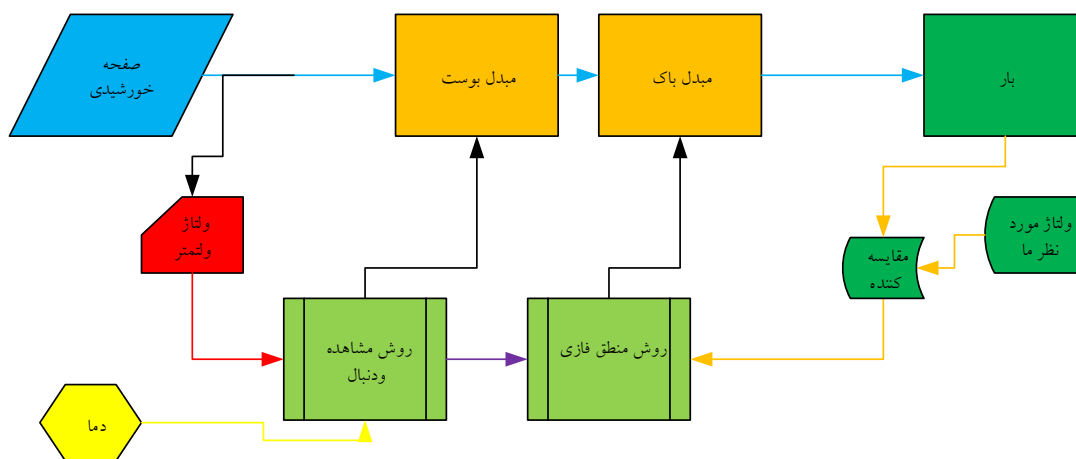 صفحه
خورشیدی
مبدل بوست
مبدل باک
بار
ولتاژ
ولتمتر
ولتاژ مورد
نظر ما
مقایسه
کننده
روش مشاهده
ودنبال
روش منطق فازی
دما